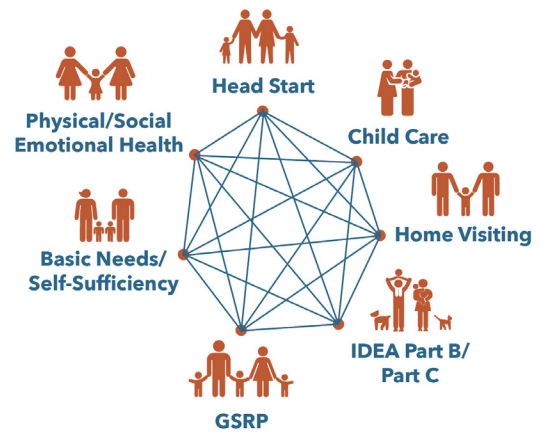 Head Start
Physical/Social
Emotional Health
Child Care
Home Visiting
Basic Needs/
Self-Sufficiency
IDEA Part B/
Part C
GSRP